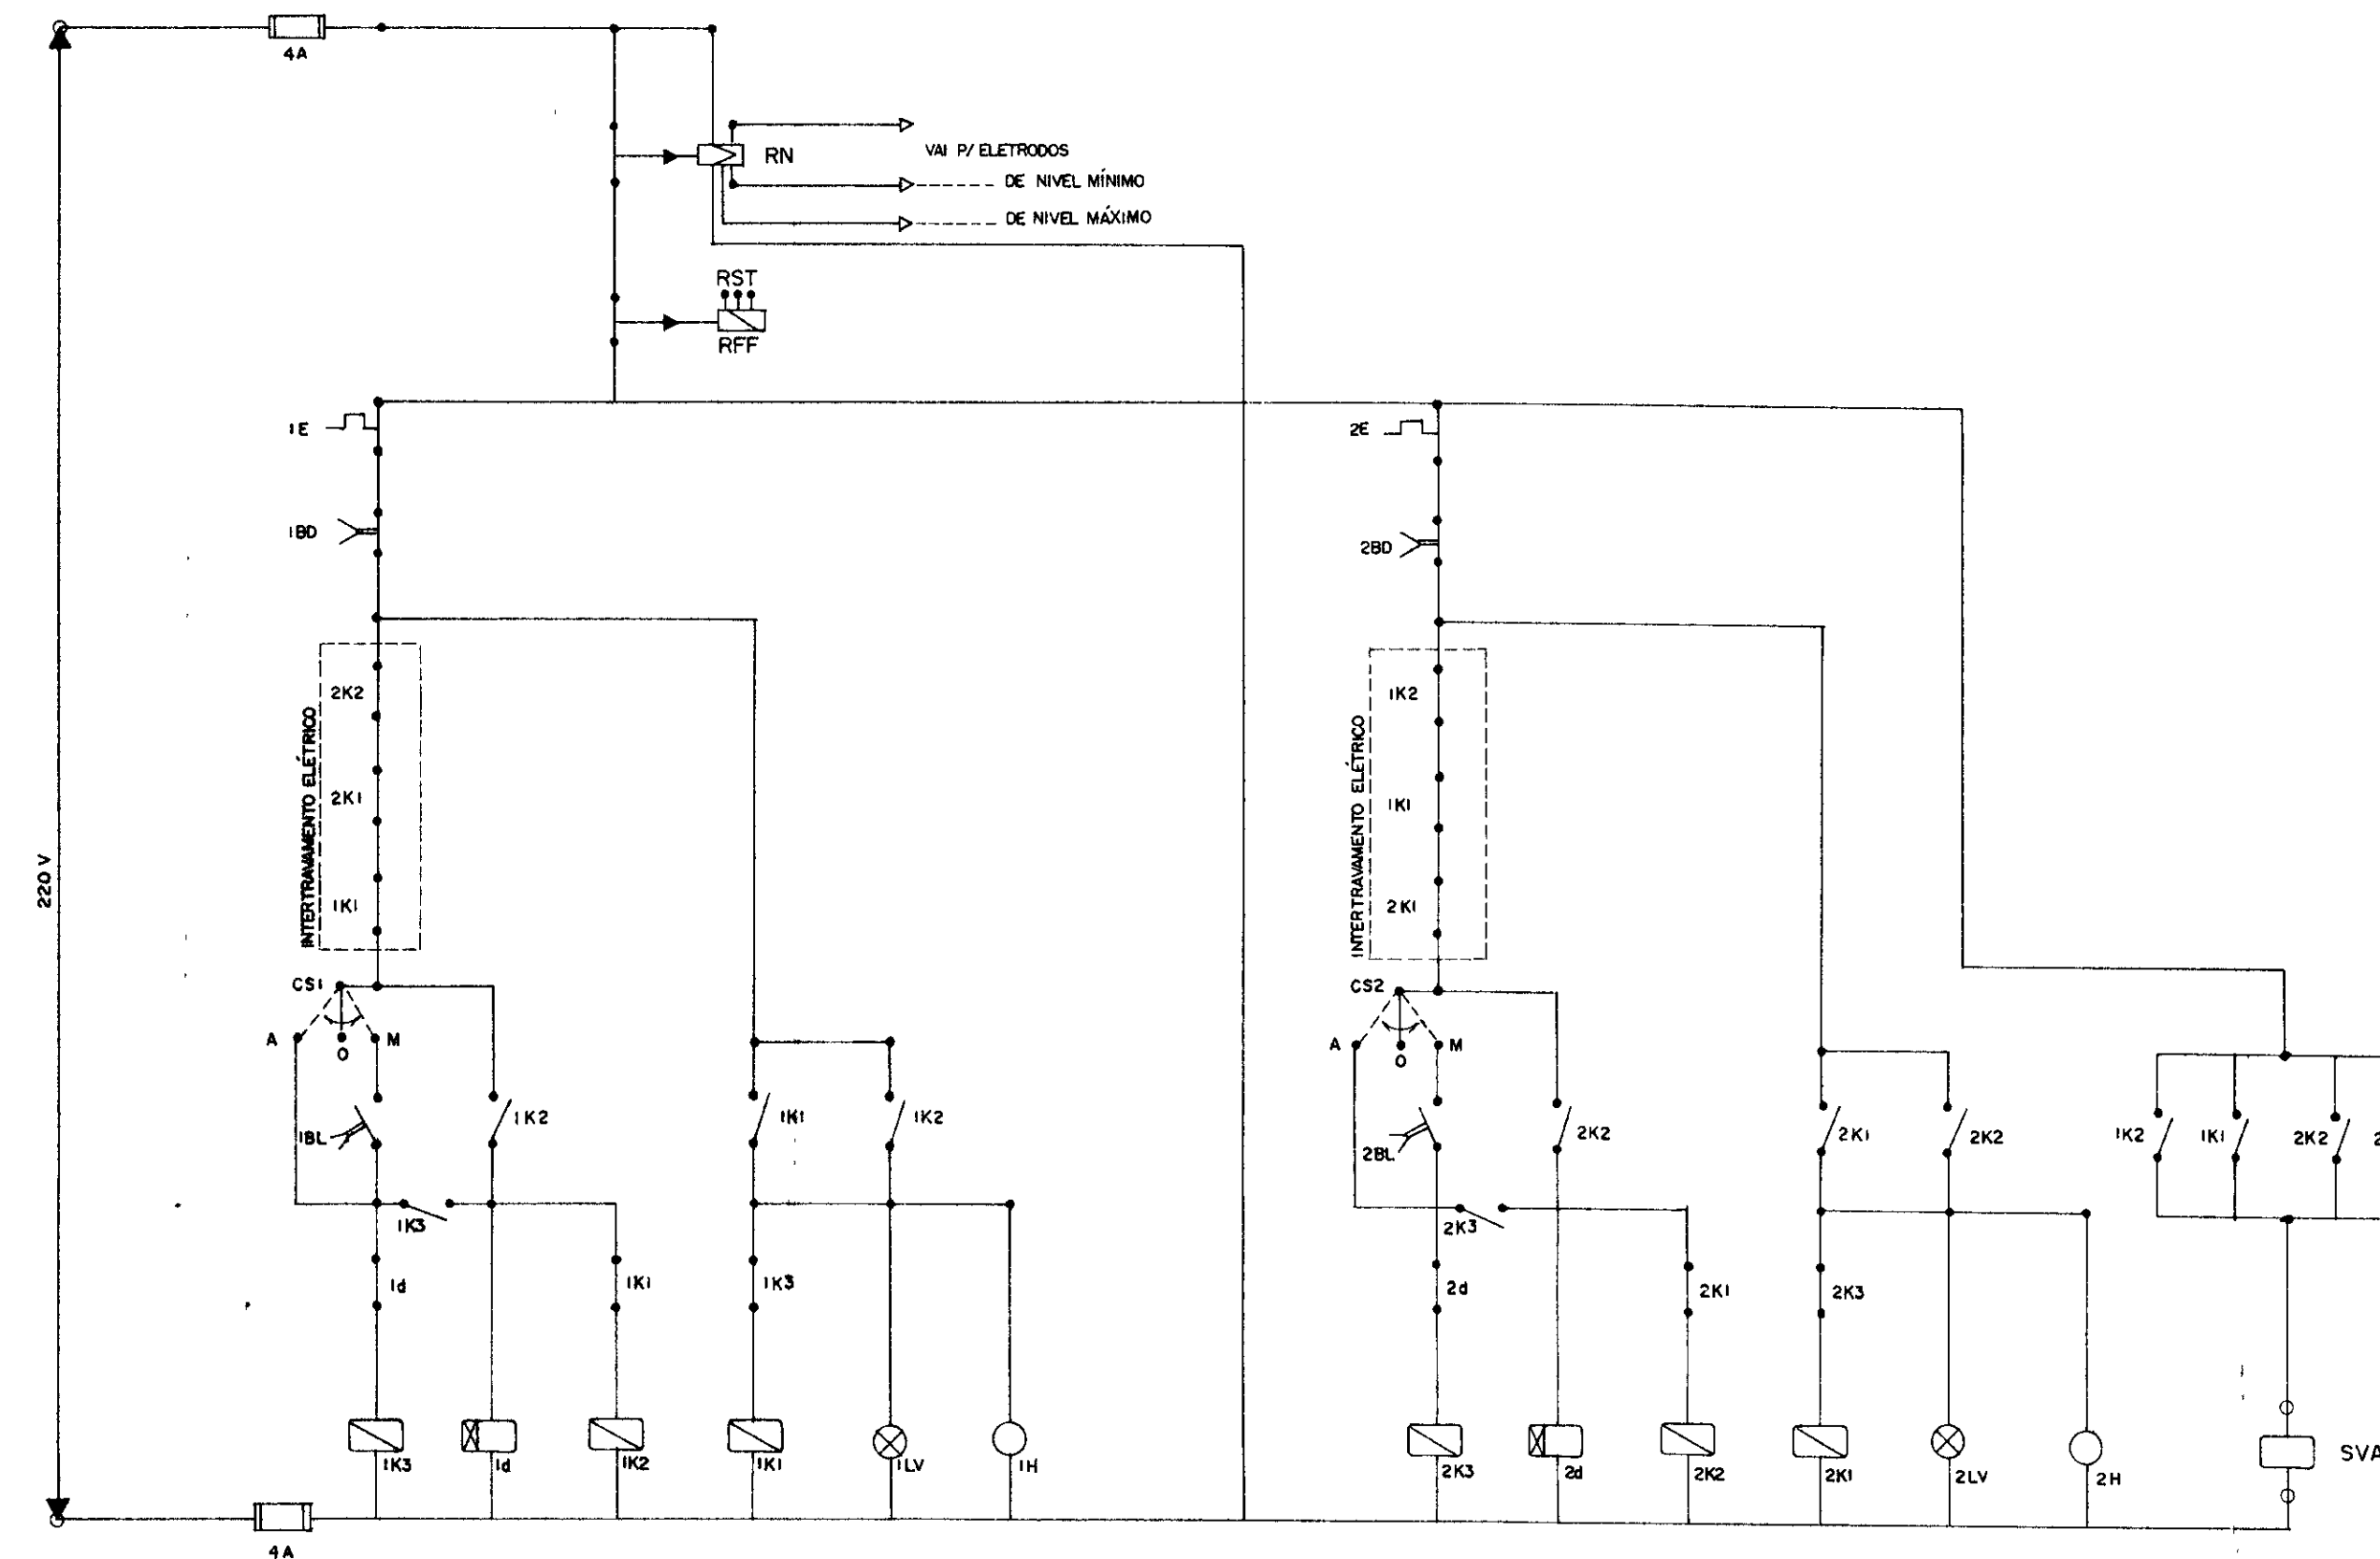 4A
RN
VAI P/ ELETRODOS
DE NIVEL MÍNIMO
DE NIVEL MÁXIMO
RST
RFF
1E
2E
1BD
2BD
220 V
INTERTRAVAMENTO ELÉTRICO
2K2
2K1
1K1
INTERTRAVAMENTO ELÉTRICO
1K2
1K1
2K1
CS1
A
O
M
CS2
A
O
M
1BL
1K2
1K1
1K2
2BL
2K2
2K1
2K2
1K2
1K1
2K2
2
1K3
2K3
1d
1K1
1K3
2d
2K1
2K3
1K3
1d
1K2
1K1
1LV
1H
2K3
2d
2K2
2K1
2LV
2H
SVA
4A